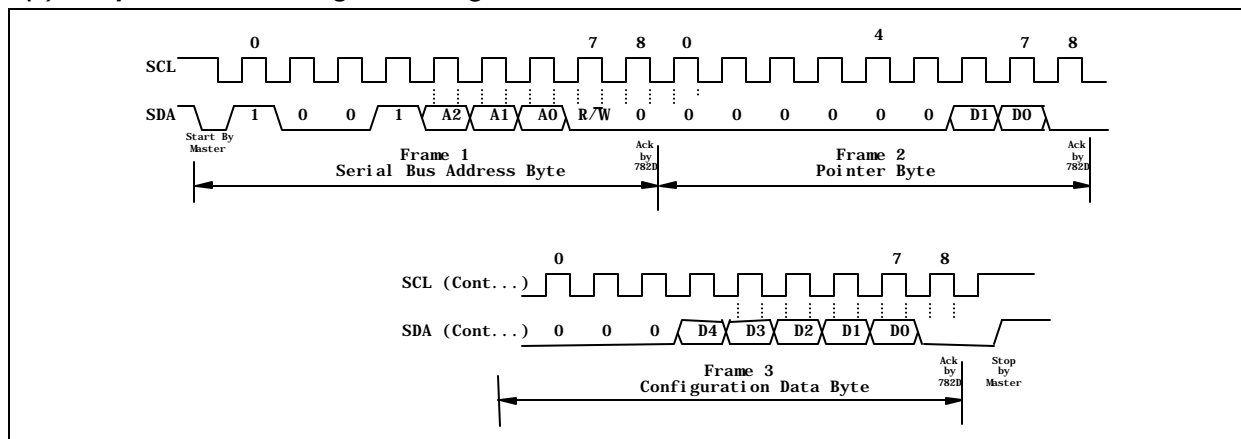 0 7 8 0 4 7 8
SCL
SDA 1 0 0 1 A2 A1 A0 R/W 0 0 0 0 0 0 0 D1 D0
Start By
Master
Frame 1
Serial Bus Address Byte
Ack
by
782D
Frame 2
Pointer Byte
Ack
by
782D
0 7 8
SCL (Cont...)
SDA (Cont...) 0 0 0 D4 D3 D2 D1 D0
Frame 3
Configuration Data Byte
Ack
by
782D
Stop
by
Master